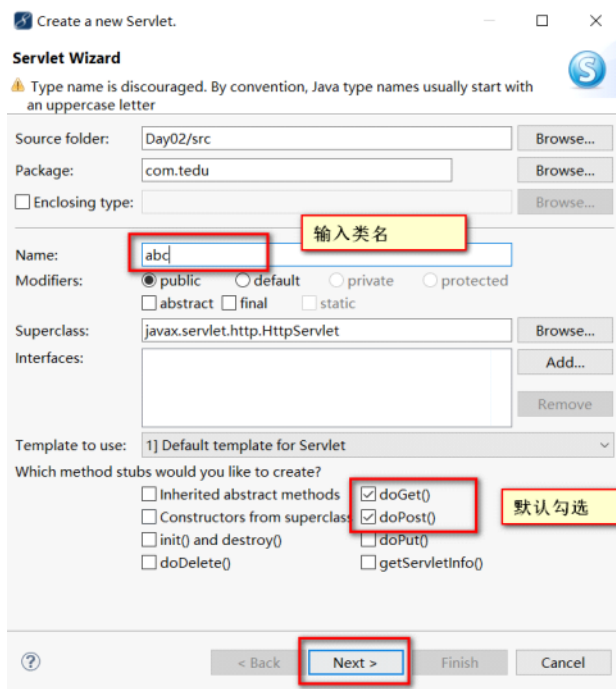 Create a new Servlet.
Servlet Wizard
Type name is discouraged. By convention, Java type names usually start with
an uppercase letter
Source folder: Day02/src Browse...
Package: com.tedu Browse...
Enclosing type: Browse...
输入类名
Name: abc
Modifiers: public default private protected
abstract final static
Superclass: javax.servlet.http.HttpServlet Browse...
Interfaces: Add...
Remove
Template to use: 1] Default template for Servlet
Which method stubs would you like to create?
Inherited abstract methods doGet()
Constructors from superclass doPost()
默认勾选
init() and destroy() doPut()
doDelete() getServletInfo()
? < Back Next > Finish Cancel